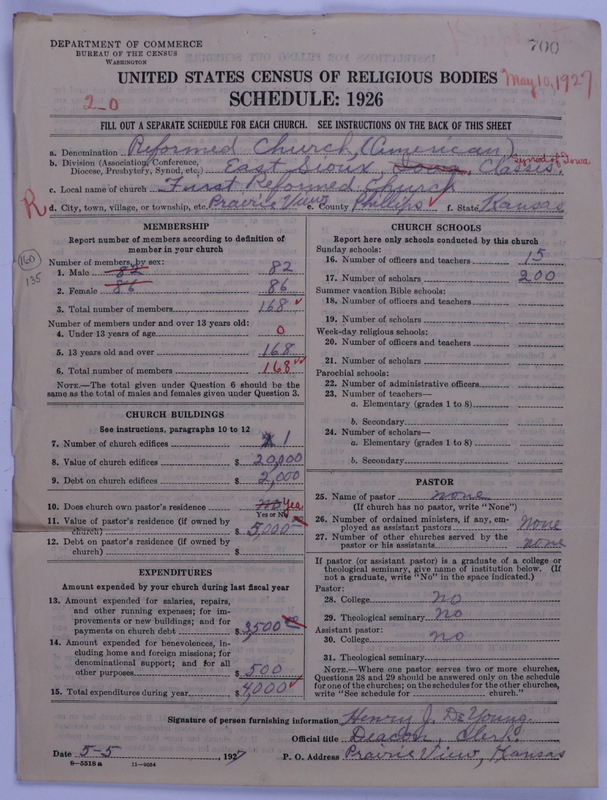 DEPARTMENT OF COMMERCE
BUREAU OF THE CENSUS
WASHINGTON
700
UNITED STATES CENSUS OF RELIGIOUS BODIES
May 10, 1927
SCHEDULE: 1926
2-0
FILL OUT A SEPARATE SCHEDULE FOR EACH CHURCH. SEE INSTRUCTIONS ON THE BACK OF THIS SHEET
a. Denomination Reformed Church, (American)
b. Division (Association, Conference, Diocese, Presbytery, Synod, etc.) East Sioux, Iowa, Classis. Synod of Iowa
c. Local name of church First Reformed Church
R
d. City, town, village, or township, etc. Prairie View e. County Phillips f. State Kansas
160
135
MEMBERSHIP
Report number of members according to definition of
member in your church
Number of members, by sex:
1. Male 82 82
2. Female 86 86
3. Total number of members 168
Number of members under and over 13 years old:
4. Under 13 years of age 0
5. 13 years old and over 168
6. Total number of members 168
NOTE.—The total given under Question 6 should be the
same as the total of males and females given under Question 3.
CHURCH BUILDINGS
See instructions, paragraphs 10 to 12
7. Number of church edifices 1
8. Value of church edifices $ 20,000
9. Debt on church edifices $ 2,000
10. Does church own pastor's residence No Yes
Yes or No
11. Value of pastor's residence (if owned by
church) $ 5,000
12. Debt on pastor's residence (if owned by
church) $
EXPENDITURES
Amount expended by your church during last fiscal year
13. Amount expended for salaries, repairs,
and other running expenses; for im-
provements or new buildings; and for
payments on church debt $ 3500
14. Amount expended for benevolences, in-
cluding home and foreign missions; for
denominational support; and for all
other purposes $ 500
15. Total expenditures during year $ 4000
CHURCH SCHOOLS
Report here only schools conducted by this church
Sunday schools:
16. Number of officers and teachers 15
17. Number of scholars 200
Summer vacation Bible schools:
18. Number of officers and teachers
19. Number of scholars
Week-day religious schools:
20. Number of officers and teachers
21. Number of scholars
Parochial schools:
22. Number of administrative officers
23. Number of teachers—
a. Elementary (grades 1 to 8)
b. Secondary
24. Number of scholars—
a. Elementary (grades 1 to 8)
b. Secondary
PASTOR
25. Name of pastor none
(If church has no pastor, write "None")
26. Number of ordained ministers, if any, em-
ployed as assistant pastors none
27. Number of other churches served by the
pastor or his assistants none
If pastor (or assistant pastor) is a graduate of a college or
theological seminary, give name of institution below. (If
not a graduate, write "No" in the space indicated.)
Pastor:
28. College no
29. Theological seminary no
Assistant pastor:
30. College no
31. Theological seminary
NOTE.—Where one pastor serves two or more churches,
Questions 28 and 29 should be answered only on the schedule
for one of the churches; on the schedules for the other churches,
write "See schedule for church."
Signature of person furnishing information Henry J. De Young.
Official title Deacon, Clerk.
Date 5-5, 1927 P. O. Address Prairie View, Kansas
8-5518 a 11-9034